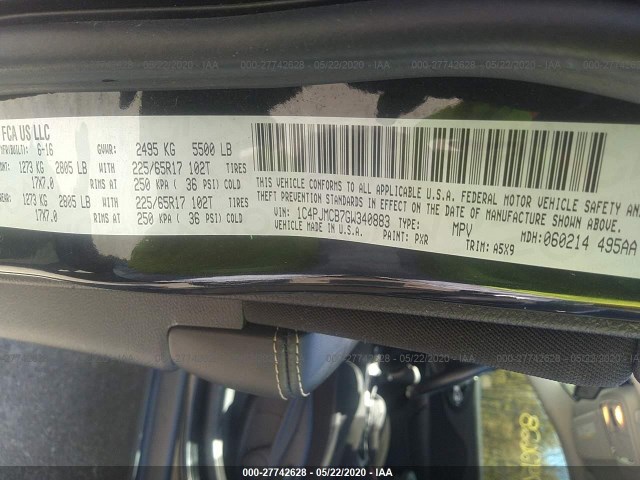 000-27742628 - 05/22/2020 - IAA
FCA US LLC
MFR(BUILT): 6-16 GVWR: 2495 KG 5500 LB
1273 KG 2805 LB WITH 225/65R17 102T TIRES
17X7.0 RIMS AT 250 KPA ( 36 PSI) COLD
1273 KG 2805 LB WITH 225/65R17 102T TIRES
17X7.0 RIMS AT 250 KPA ( 36 PSI) COLD
THIS VEHICLE CONFORMS TO ALL APPLICABLE U.S.A. FEDERAL MOTOR VEHICLE SAFETY AND
THEFT PREVENTION STANDARDS IN EFFECT ON THE DATE OF MANUFACTURE SHOWN ABOVE.
VIN: 1C4PJMCB7GW340883 TYPE: MPV MDH: 060214 495AA
MADE IN U.S.A. PAINT: PXR TRIM: A5X9
000-27742628 - 05/22/2020 - IAA
000-27742628 - 05/22/2020 - IAA